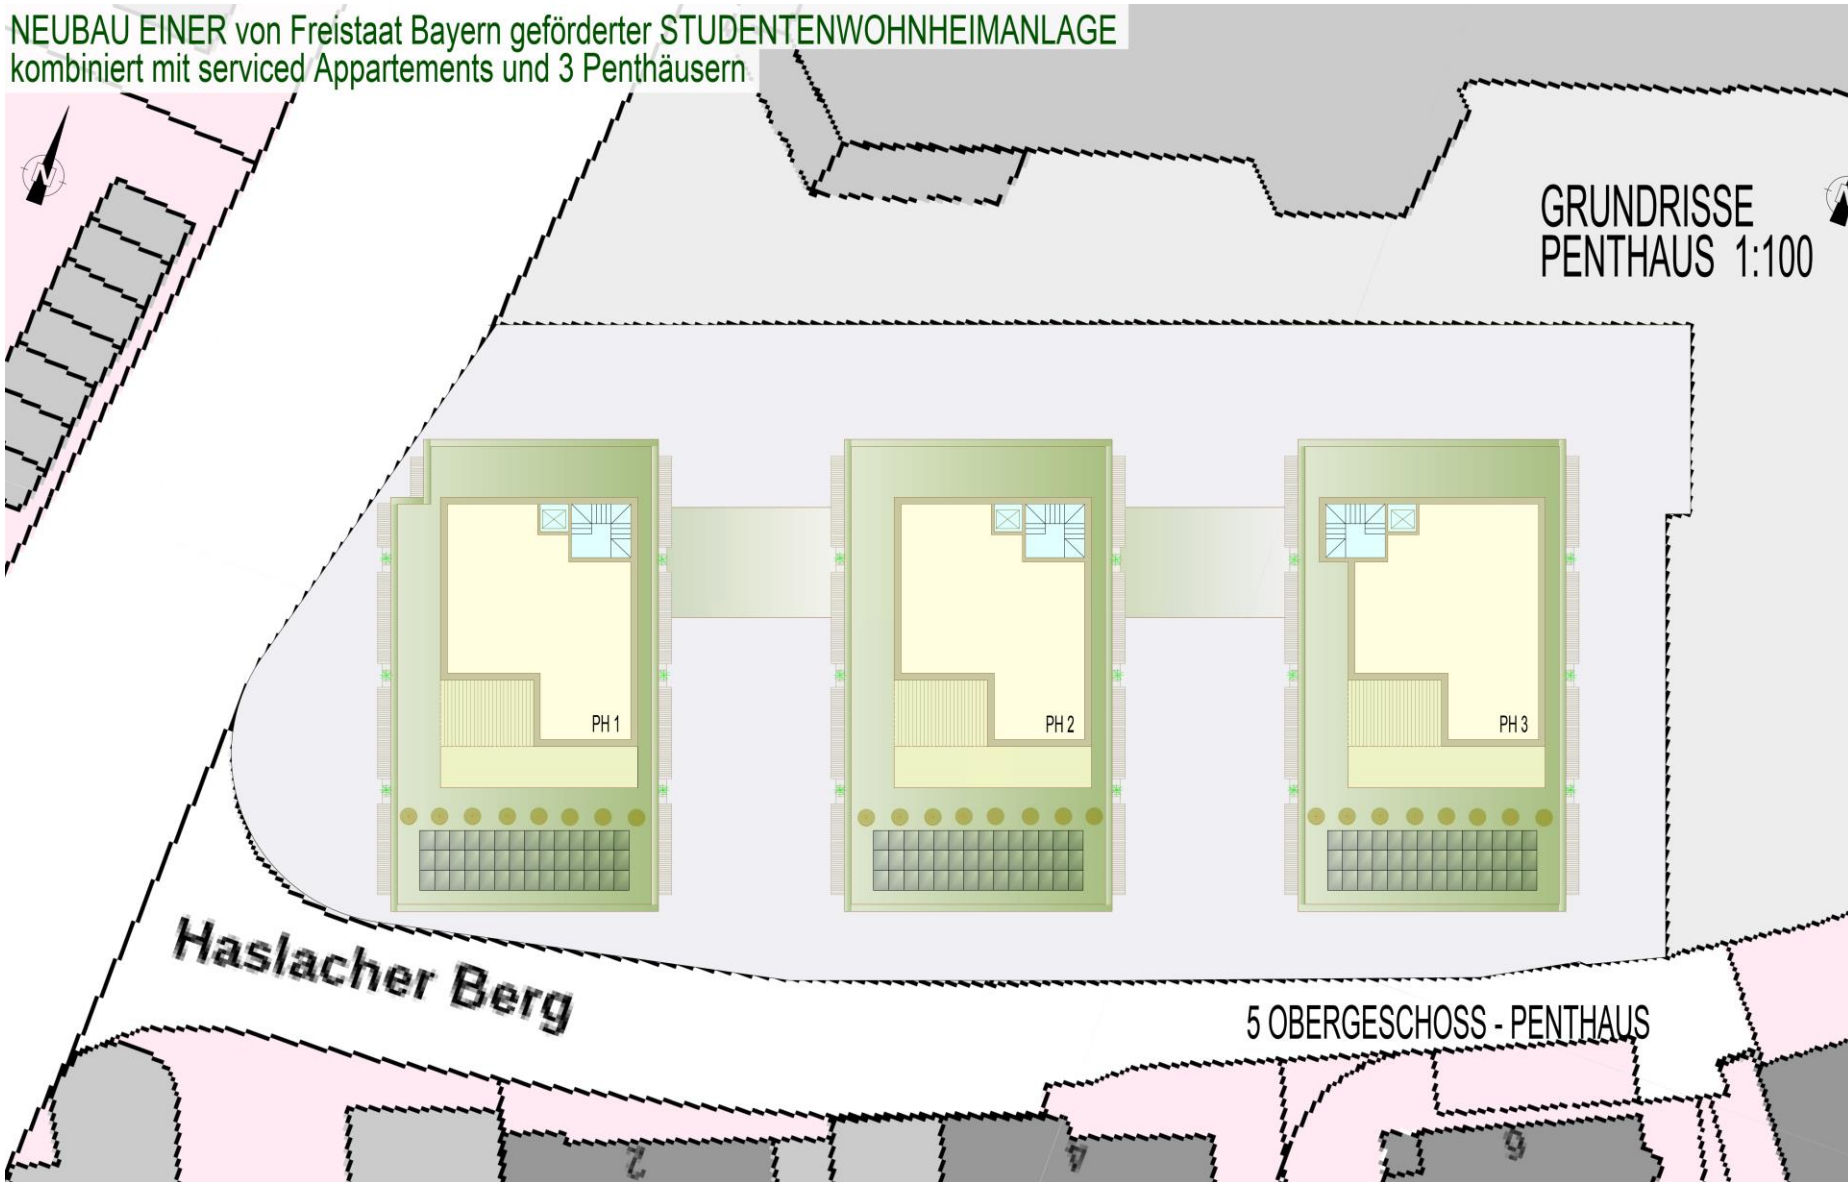 NEUBAU EINER von Freistaat Bayern geförderter STUDENTENWOHNHEIMANLAGE
kombiniert mit serviced Appartements und 3 Penthäusern
N
GRUNDRISSE
PENTHAUS 1:100
PH 1
PH 2
PH 3
Haslacher Berg
5 OBERGESCHOSS - PENTHAUS
2
4
6